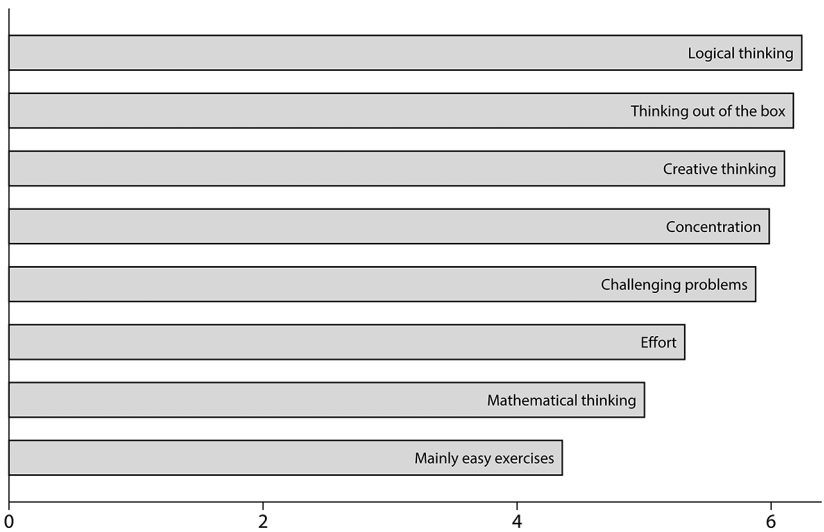 Logical thinking
Thinking out of the box
Creative thinking
Concentration
Challenging problems
Effort
Mathematical thinking
Mainly easy exercises
0 2 4 6